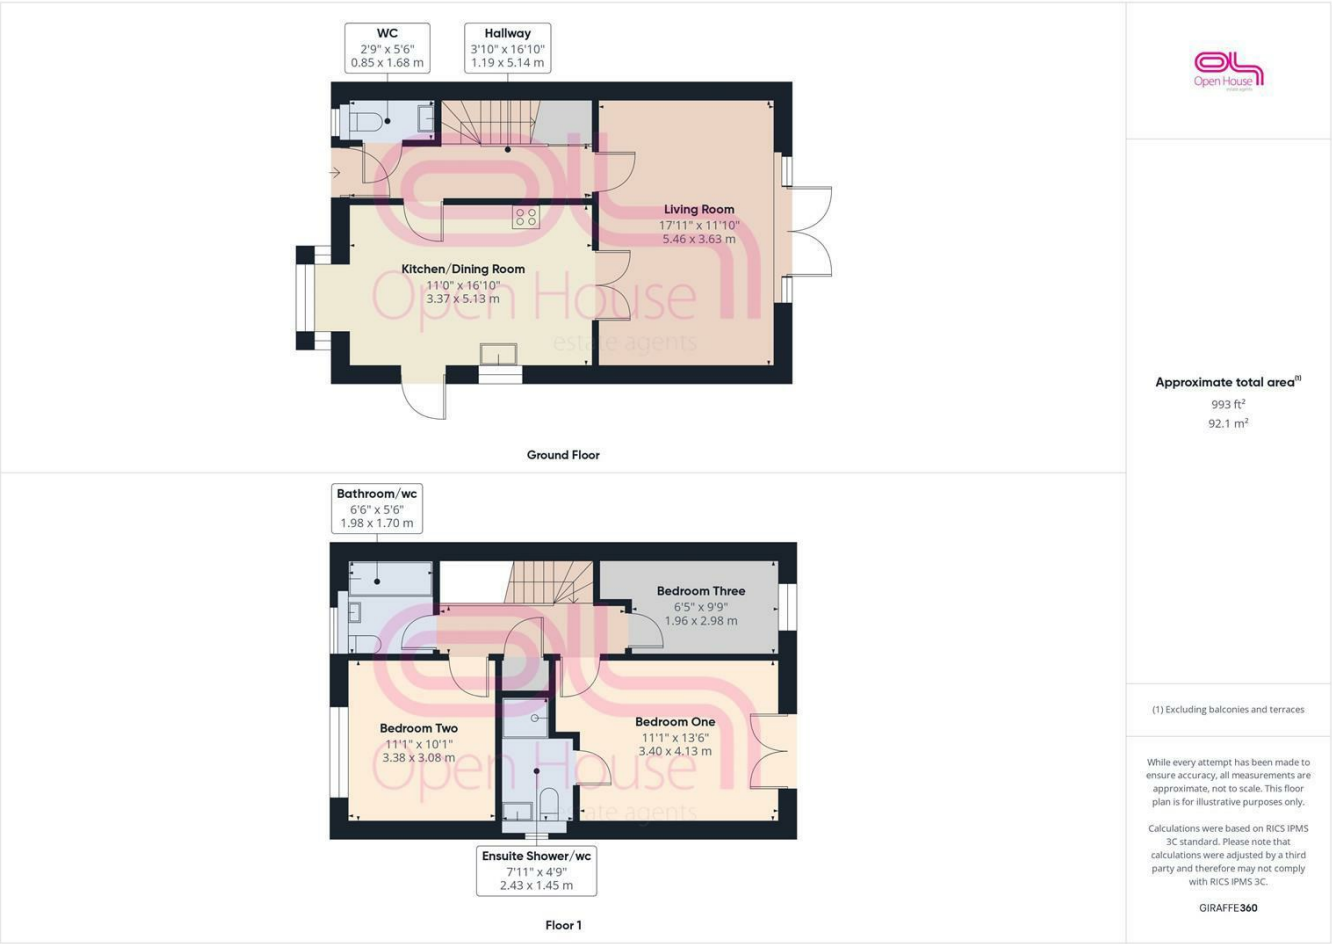 WC
2'9" x 5'6"
0.85 x 1.68 m
Hallway
3'10" x 16'10"
1.19 x 5.14 m
Living Room
17'11" x 11'10"
5.46 x 3.63 m
Kitchen/Dining Room
11'0" x 16'10"
3.37 x 5.13 m
Open House
estate agents
Ground Floor
Bathroom/wc
6'6" x 5'6"
1.98 x 1.70 m
Bedroom Three
6'5" x 9'9"
1.96 x 2.98 m
Bedroom Two
11'1" x 10'1"
3.38 x 3.08 m
Bedroom One
11'1" x 13'6"
3.40 x 4.13 m
Open House
estate agents
Ensuite Shower/wc
7'11" x 4'9"
2.43 x 1.45 m
Floor 1
Open House
estate agents
Approximate total area(1)
993 ft²
92.1 m²
(1) Excluding balconies and terraces
While every attempt has been made to
ensure accuracy, all measurements are
approximate, not to scale. This floor
plan is for illustrative purposes only.
Calculations were based on RICS IPMS
3C standard. Please note that
calculations were adjusted by a third
party and therefore may not comply
with RICS IPMS 3C.
GIRAFFE360